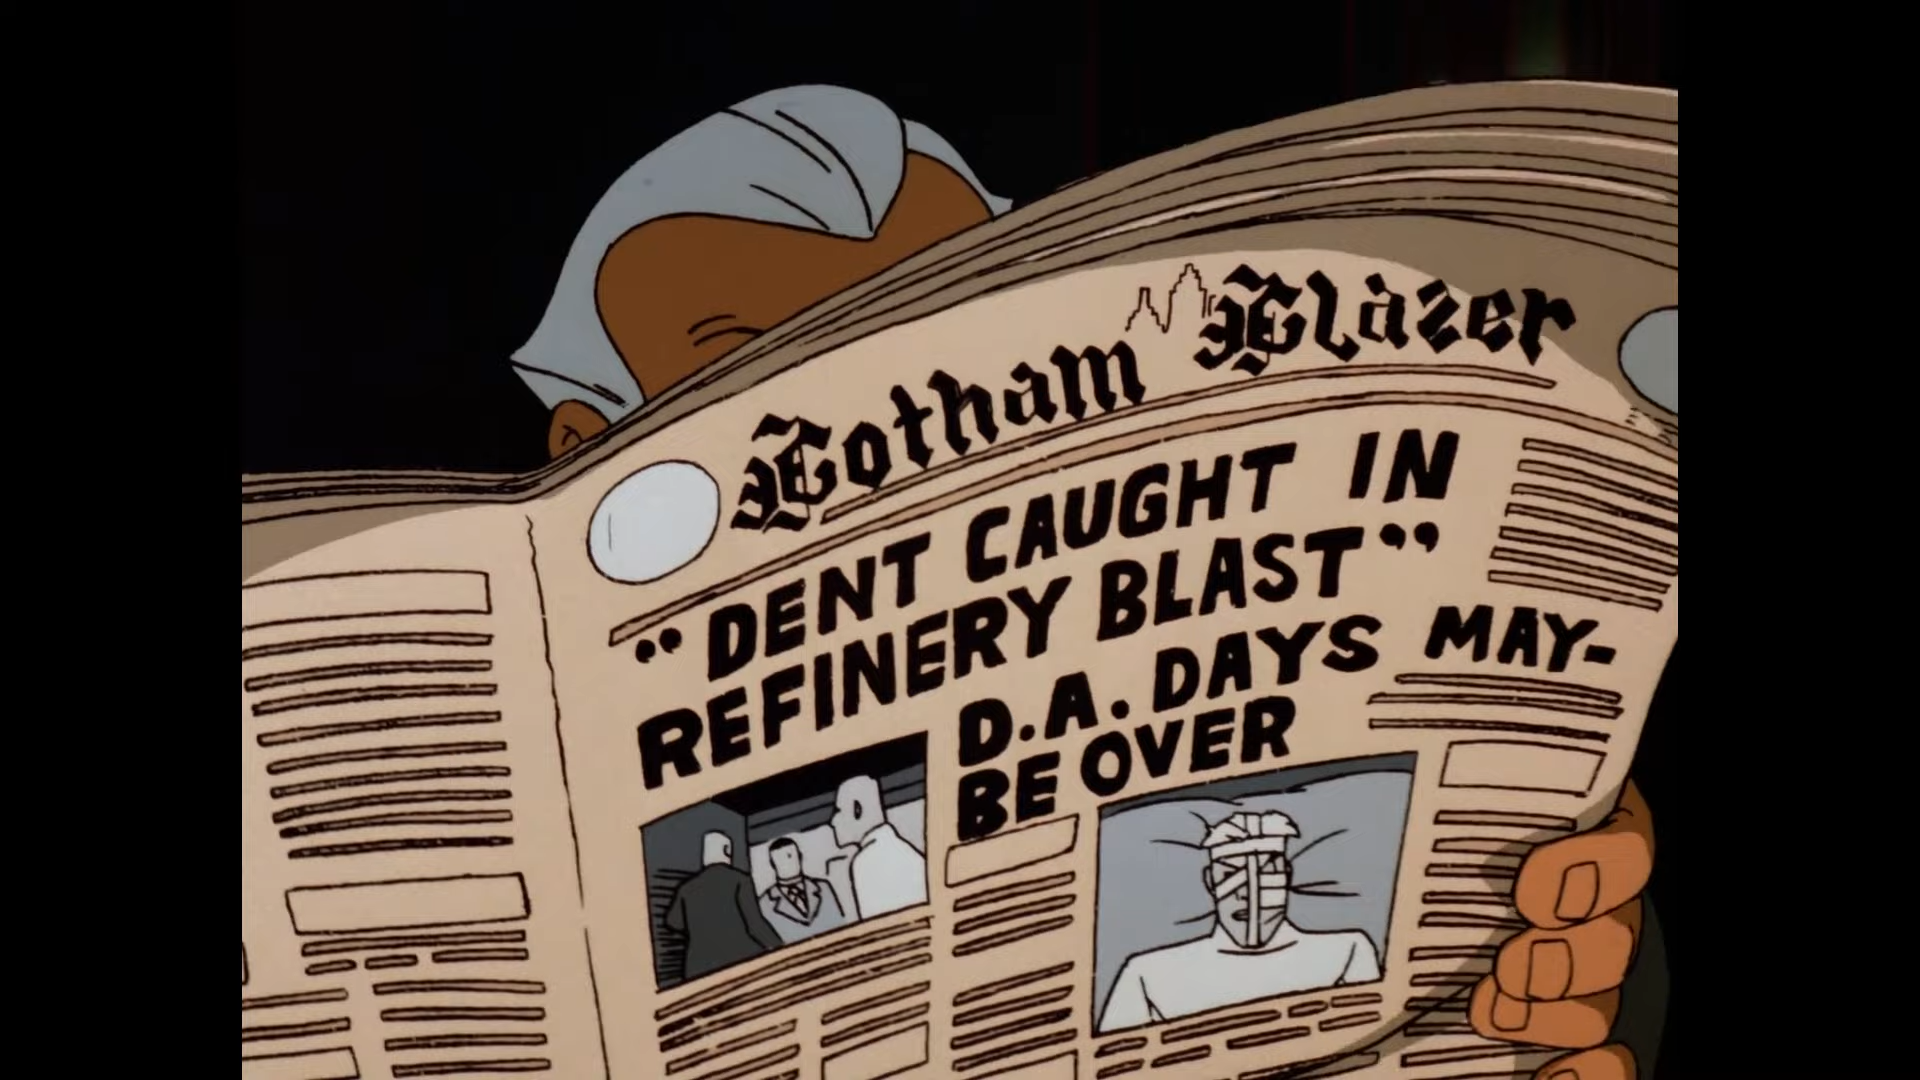 Gotham Blazer
"DENT CAUGHT IN
REFINERY BLAST"
D.A. DAYS MAY-
BE OVER